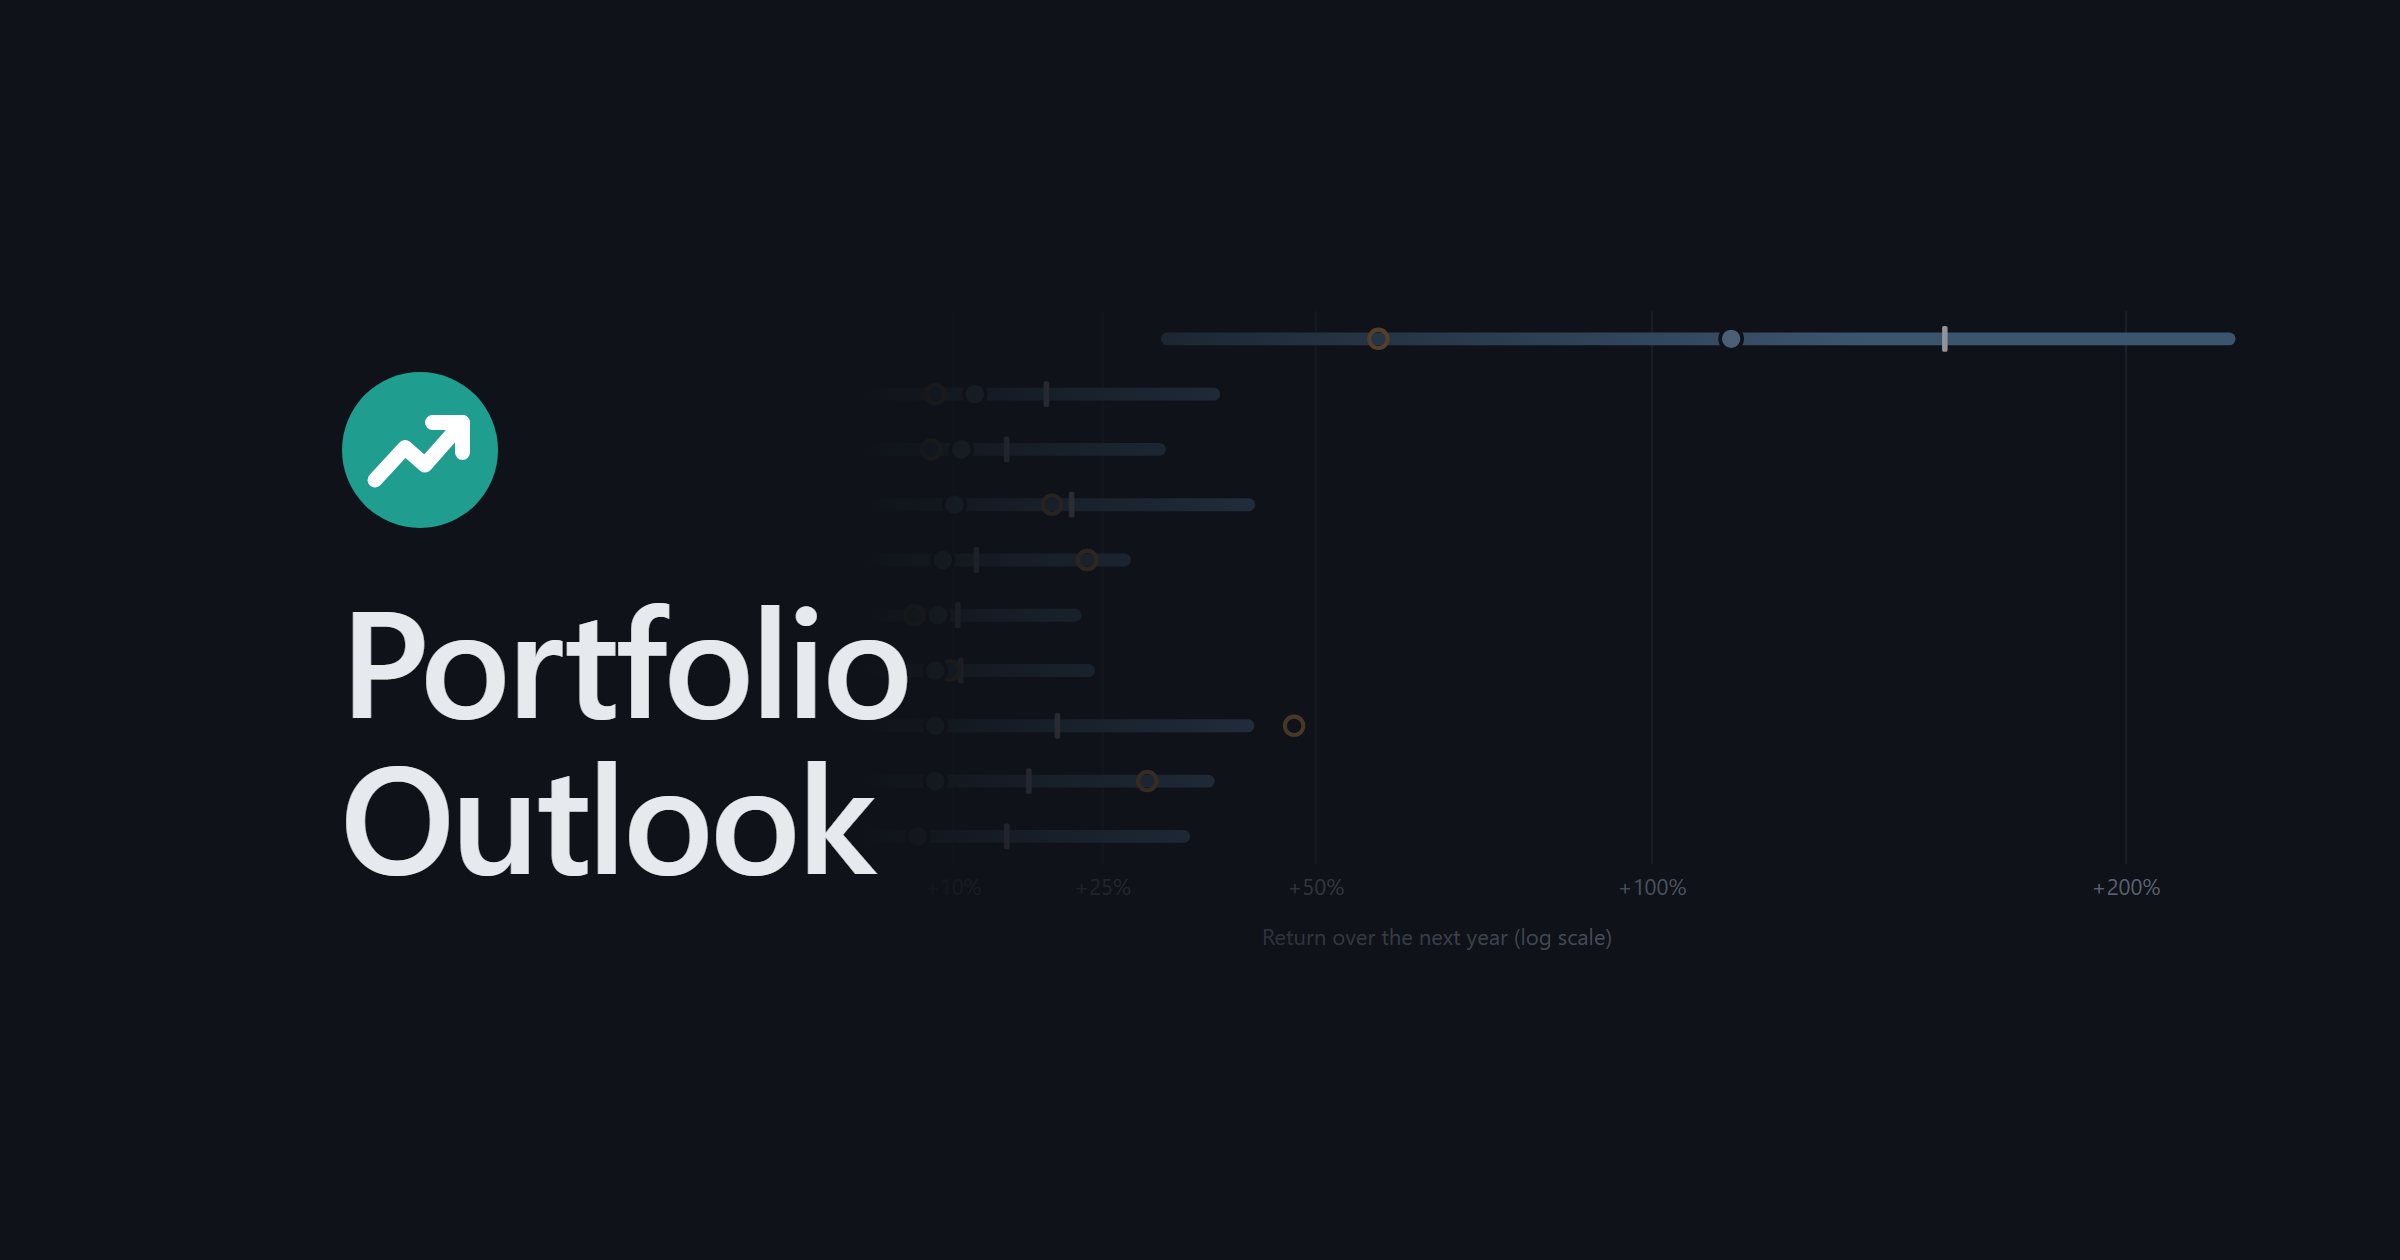 Portfolio
Outlook
+10% +25% +50% +100% +200%
Return over the next year (log scale)